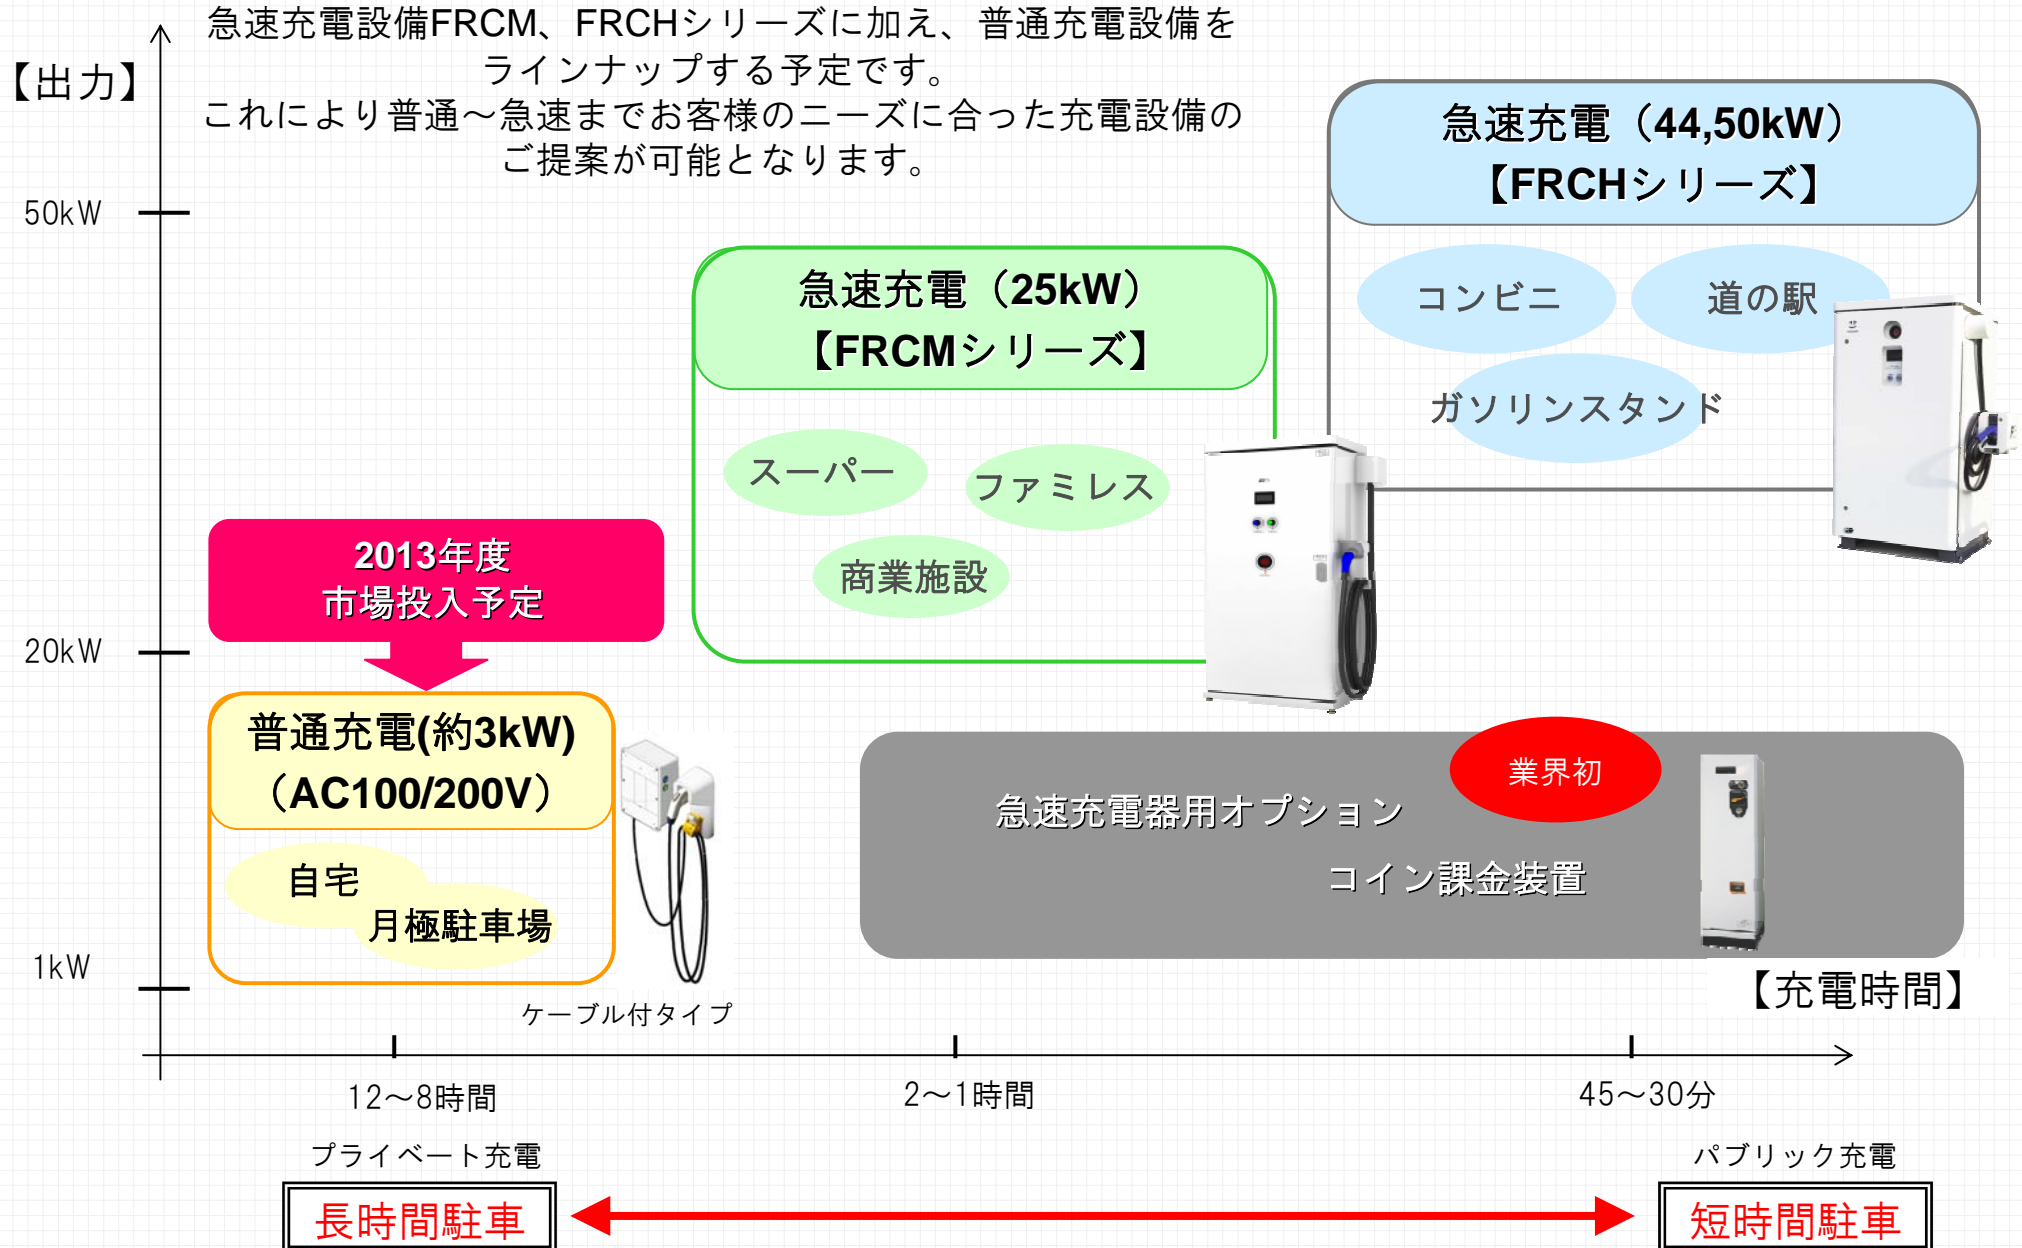 急速充電設備FRCM、FRCHシリーズに加え、普通充電設備を
ラインナップする予定です。
これにより普通～急速までお客様のニーズに合った充電設備の
ご提案が可能となります。
【出力】
50kW
20kW
1kW
急速充電（44,50kW）
【FRCHシリーズ】
コンビニ
道の駅
ガソリンスタンド
急速充電（25kW）
【FRCMシリーズ】
スーパー
ファミレス
商業施設
2013年度
市場投入予定
普通充電(約3kW)
（AC100/200V）
自宅
月極駐車場
ケーブル付タイプ
業界初
急速充電器用オプション
コイン課金装置
【充電時間】
12～8時間
2～1時間
45～30分
プライベート充電
パブリック充電
長時間駐車
短時間駐車